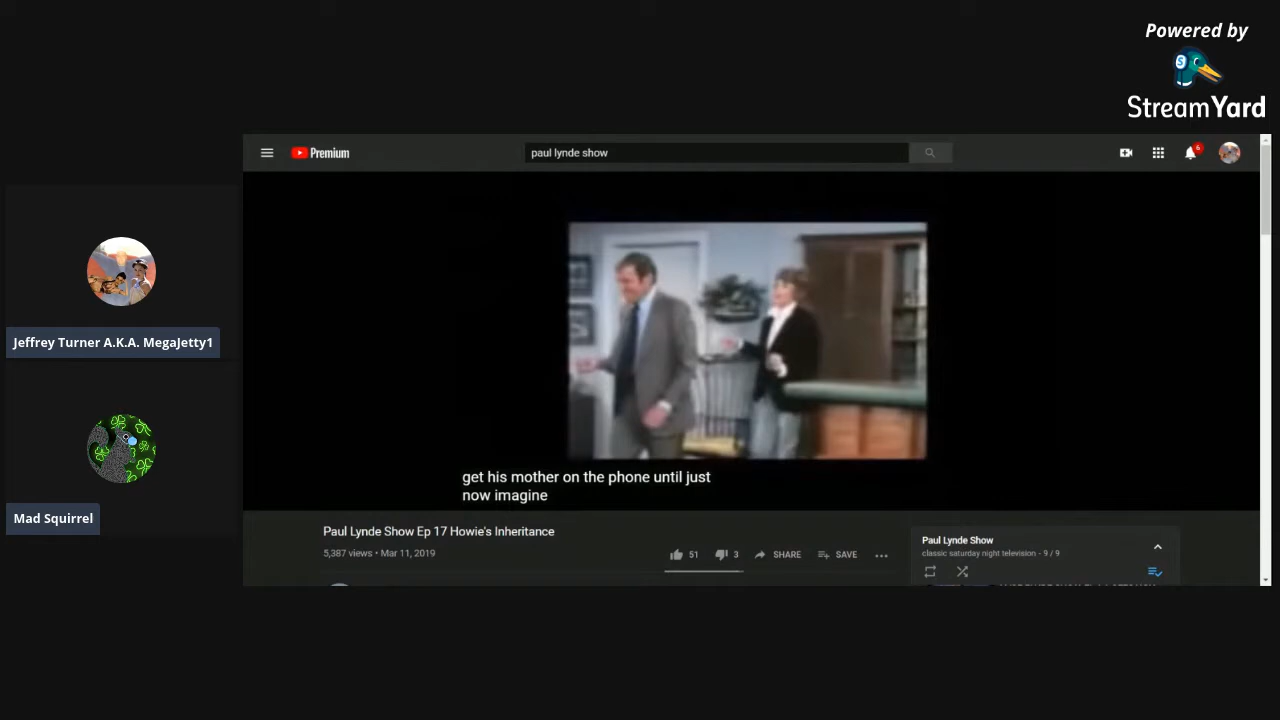 Powered by
StreamYard
Premium
paul lynde show
6
Jeffrey Turner A.K.A. MegaJetty1
Mad Squirrel
get his mother on the phone until just
now imagine
Paul Lynde Show Ep 17 Howie's Inheritance
5,387 views • Mar 11, 2019
51
3
SHARE
SAVE
Paul Lynde Show
classic saturday night television - 9 / 9